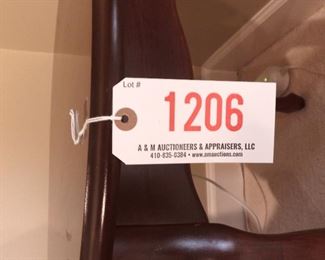 Lot #
1206
A & M AUCTIONEERS & APPRAISERS, LLC
410-835-0384 • www.amauctions.com